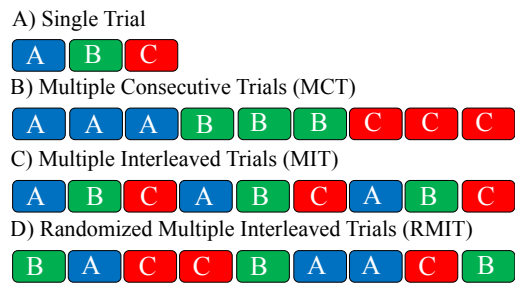 A) Single Trial
A B C
B) Multiple Consecutive Trials (MCT)
A A A B B B C C C
C) Multiple Interleaved Trials (MIT)
A B C A B C A B C
D) Randomized Multiple Interleaved Trials (RMIT)
B A C C B A A C B